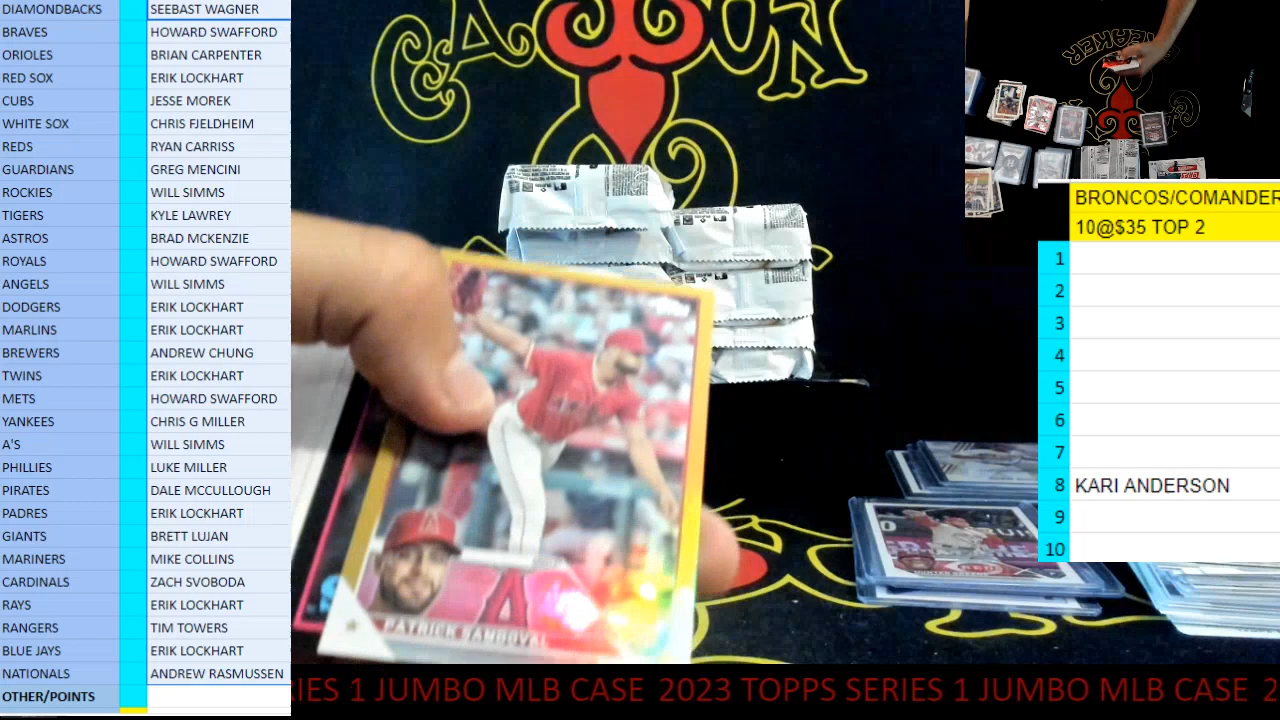 DIAMONDBACKS SEEBAST WAGNER
BRAVES HOWARD SWAFFORD
ORIOLES BRIAN CARPENTER
RED SOX ERIK LOCKHART
CUBS JESSE MOREK
WHITE SOX CHRIS FJELDHEIM
REDS RYAN CARRISS
GUARDIANS GREG MENCINI
ROCKIES WILL SIMMS
TIGERS KYLE LAWREY
ASTROS BRAD MCKENZIE
ROYALS HOWARD SWAFFORD
ANGELS WILL SIMMS
DODGERS ERIK LOCKHART
MARLINS ERIK LOCKHART
BREWERS ANDREW CHUNG
TWINS ERIK LOCKHART
METS HOWARD SWAFFORD
YANKEES CHRIS G MILLER
A'S WILL SIMMS
PHILLIES LUKE MILLER
PIRATES DALE MCCULLOUGH
PADRES ERIK LOCKHART
GIANTS BRETT LUJAN
MARINERS MIKE COLLINS
CARDINALS ZACH SVOBODA
RAYS ERIK LOCKHART
RANGERS TIM TOWERS
BLUE JAYS ERIK LOCKHART
NATIONALS ANDREW RASMUSSEN
OTHER/POINTS
PATRICK SANDOVAL
BRONCOS/COMANDER
10@$35 TOP 2
1
2
3
4
5
6
7
8 KARI ANDERSON
9
10
IES 1 JUMBO MLB CASE 2023 TOPPS SERIES 1 JUMBO MLB CASE 2